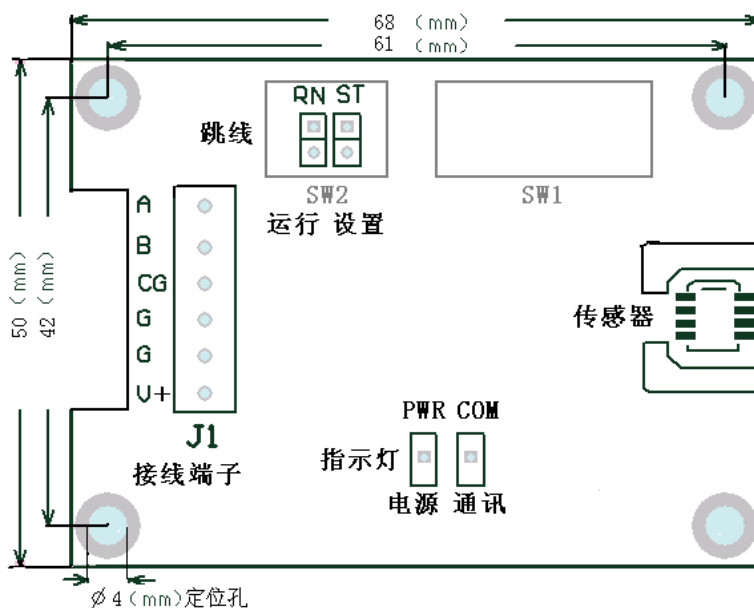 68 (mm)
61 (mm)
RN ST
跳线
SW2
SW1
运行 设置
A
B
CG
G
G
V+
50 (mm)
42 (mm)
传感器
J1
接线端子
PWR COM
指示灯
电源 通讯
φ4(mm)定位孔